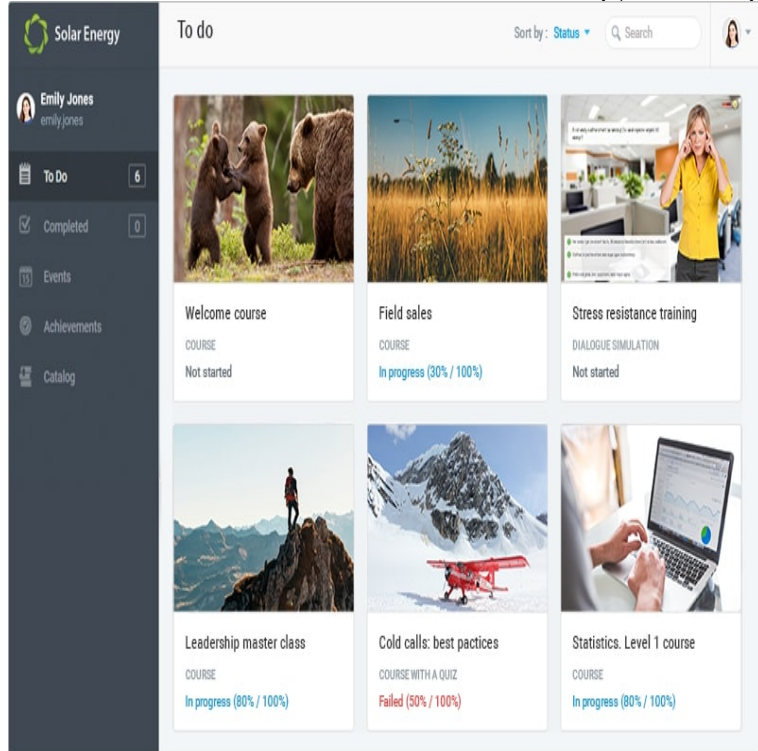 Solar Energy
To do
Sort by: Status
Search
Emily Jones
emily.jones
To Do 6
Completed 0
15 Events
Achievements
Catalog
Welcome course
COURSE
Not started
Field sales
COURSE
In progress (30% / 100%)
Stress resistance training
DIALOGUE SIMULATION
Not started
Leadership master class
COURSE
In progress (80% / 100%)
Cold calls: best pactices
COURSE WITH A QUIZ
Failed (50% / 100%)
Statistics. Level 1 course
COURSE
In progress (80% / 100%)